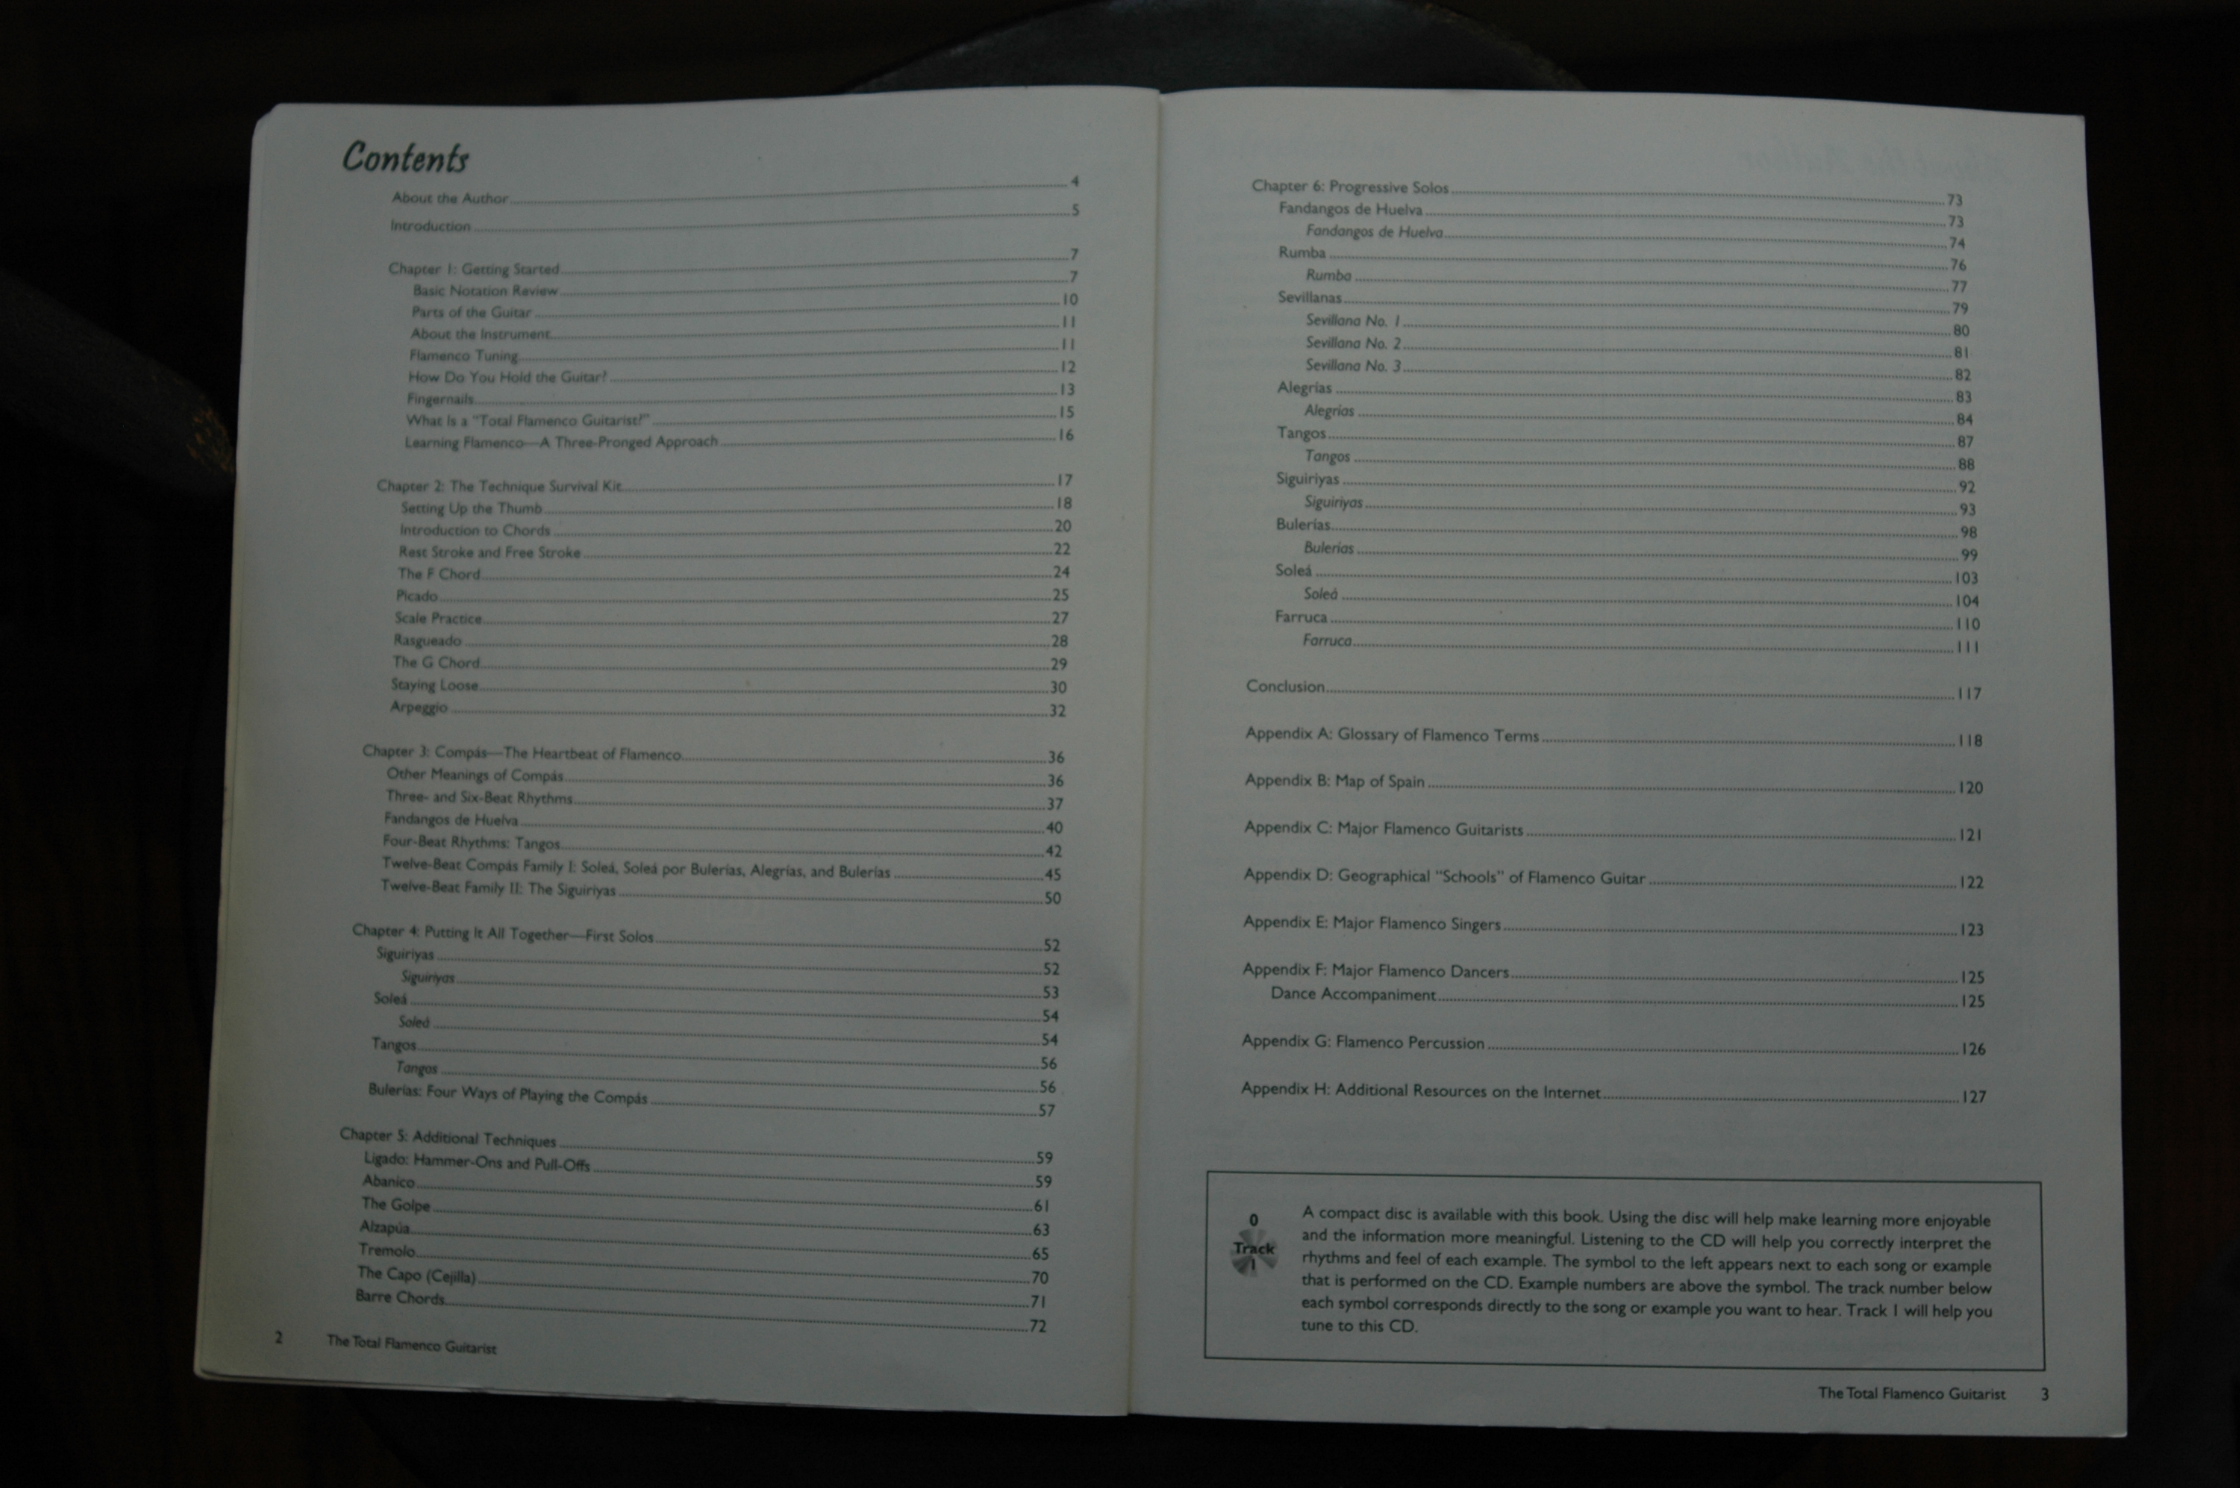 Contents
About the Author 4
Introduction 5
Chapter 1: Getting Started 7
Basic Notation Review 7
Parts of the Guitar 10
About the Instrument 11
Flamenco Tuning 11
How Do You Hold the Guitar? 12
Fingernails 13
What Is a "Total Flamenco Guitarist?" 15
Learning Flamenco—A Three-Pronged Approach 16
Chapter 2: The Technique Survival Kit 17
Setting Up the Thumb 18
Introduction to Chords 20
Rest Stroke and Free Stroke 22
The F Chord 24
Picado 25
Scale Practice 27
Rasgueado 28
The G Chord 29
Staying Loose 30
Arpeggio 32
Chapter 3: Compás—The Heartbeat of Flamenco 36
Other Meanings of Compás 36
Three- and Six-Beat Rhythms 37
Fandangos de Huelva 40
Four-Beat Rhythms: Tangos 42
Twelve-Beat Compás Family I: Soleá, Soleá por Bulerías, Alegrías, and Bulerías 45
Twelve-Beat Family II: The Siguiriyas 50
Chapter 4: Putting It All Together—First Solos 52
Siguiriyas 52
Siguiriyas 53
Soleá 54
Soleá 54
Tangos 56
Tangos 56
Bulerías: Four Ways of Playing the Compás 57
Chapter 5: Additional Techniques 59
Ligado: Hammer-Ons and Pull-Offs 59
Abanico 61
The Golpe 63
Alzapúa 65
Tremolo 70
The Capo (Cejilla) 71
Barre Chords 72
2 The Total Flamenco Guitarist
Chapter 6: Progressive Solos 73
Fandangos de Huelva 73
Fandangos de Huelva 74
Rumba 76
Rumba 77
Sevillanas 79
Sevillana No. 1 80
Sevillana No. 2 81
Sevillana No. 3 82
Alegrías 83
Alegrías 84
Tangos 87
Tangos 88
Siguiriyas 92
Siguiriyas 93
Bulerías 98
Bulerías 99
Soleá 103
Soleá 104
Farruca 110
Farruca 111
Conclusion 117
Appendix A: Glossary of Flamenco Terms 118
Appendix B: Map of Spain 120
Appendix C: Major Flamenco Guitarists 121
Appendix D: Geographical "Schools" of Flamenco Guitar 122
Appendix E: Major Flamenco Singers 123
Appendix F: Major Flamenco Dancers 125
Dance Accompaniment 125
Appendix G: Flamenco Percussion 126
Appendix H: Additional Resources on the Internet 127
0
Track
1
A compact disc is available with this book. Using the disc will help make learning more enjoyable
and the information more meaningful. Listening to the CD will help you correctly interpret the
rhythms and feel of each example. The symbol to the left appears next to each song or example
that is performed on the CD. Example numbers are above the symbol. The track number below
each symbol corresponds directly to the song or example you want to hear. Track 1 will help you
tune to this CD.
The Total Flamenco Guitarist 3